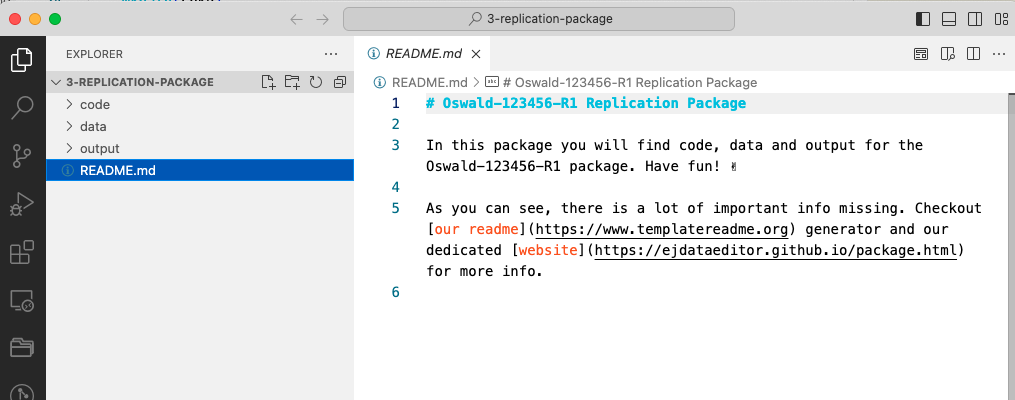 3-replication-package
EXPLORER
README.md
3-REPLICATION-PACKAGE
README.md > # Oswald-123456-R1 Replication Package
code
data
output
README.md
1 # Oswald-123456-R1 Replication Package
2
3 In this package you will find code, data and output for the
Oswald-123456-R1 package. Have fun! ✌
4
5 As you can see, there is a lot of important info missing. Checkout
[our readme](https://www.templatereadme.org) generator and our
dedicated [website](https://ejdataeditor.github.io/package.html)
for more info.
6